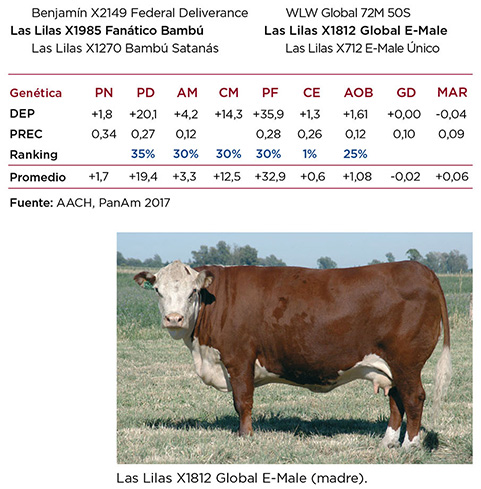 Benjamín X2149 Federal Deliverance WLW Global 72M 50S
Las Lilas X1985 Fanático Bambú Las Lilas X1812 Global E-Male
Las Lilas X1270 Bambú Satanás Las Lilas X712 E-Male Único
Genética PN PD AM CM PF CE AOB GD MAR
DEP +1,8 +20,1 +4,2 +14,3 +35,9 +1,3 +1,61 +0,00 -0,04
PREC 0,34 0,27 0,12 0,28 0,26 0,12 0,10 0,09
Ranking 35% 30% 30% 30% 1% 25%
Promedio +1,7 +19,4 +3,3 +12,5 +32,9 +0,6 +1,08 -0,02 +0,06
Fuente: AACH, PanAm 2017
Las Lilas X1812 Global E-Male (madre).